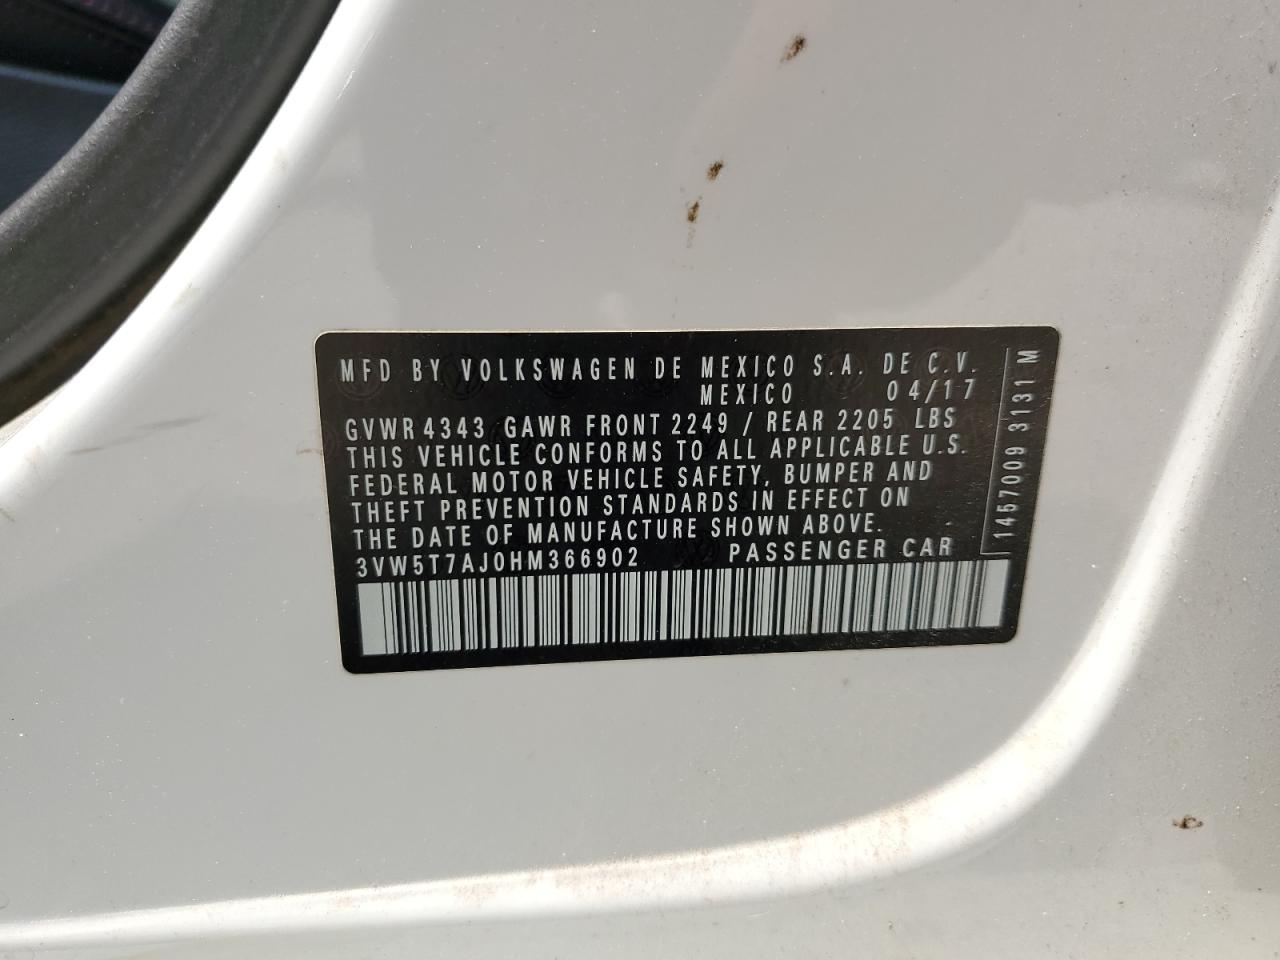 MFD BY VOLKSWAGEN DE MEXICO S.A. DE C.V.
MEXICO 04/17
GVWR 4343 GAWR FRONT 2249 / REAR 2205 LBS
THIS VEHICLE CONFORMS TO ALL APPLICABLE U.S.
FEDERAL MOTOR VEHICLE SAFETY, BUMPER AND
THEFT PREVENTION STANDARDS IN EFFECT ON
THE DATE OF MANUFACTURE SHOWN ABOVE.
3VW5T7AJ0HM366902 PASSENGER CAR
1457009 3131 M